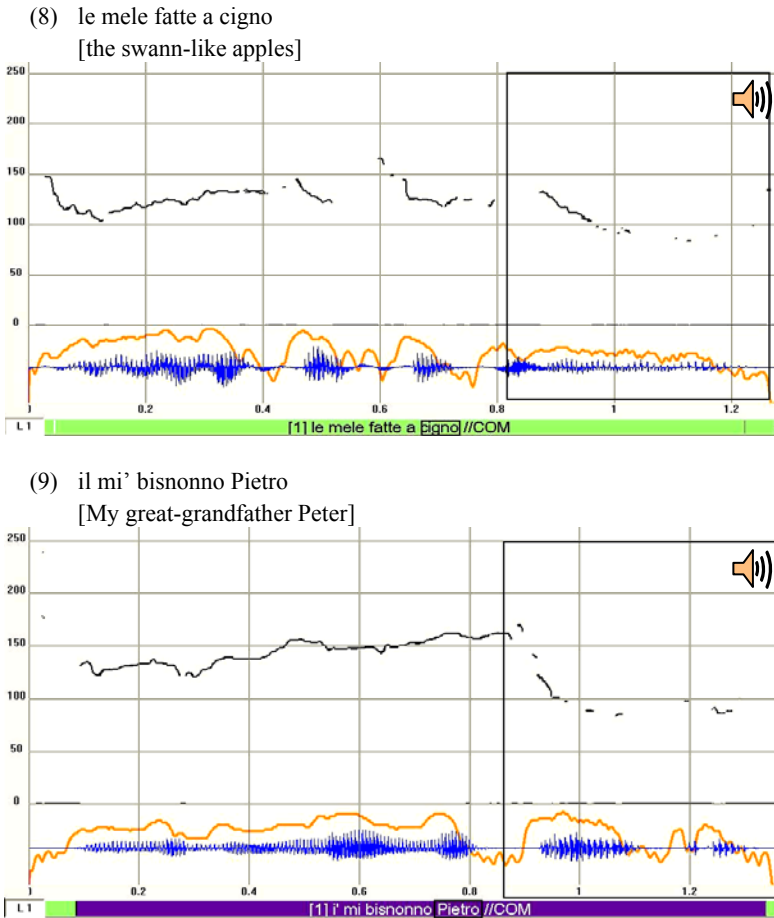 (8) le mele fatte a cigno
[the swann-like apples]
250
200
150
100
50
0
1 0.2 0.4 0.6 0.8 1 1.2
L1 [1] le mele fatte a cigno //COM
(9) il mi’ bisnonno Pietro
[My great-grandfather Peter]
250
200
150
100
50
0
1 0.2 0.4 0.6 0.8 1 1.2
L1 [1] i' mi bisnonno Pietro //COM